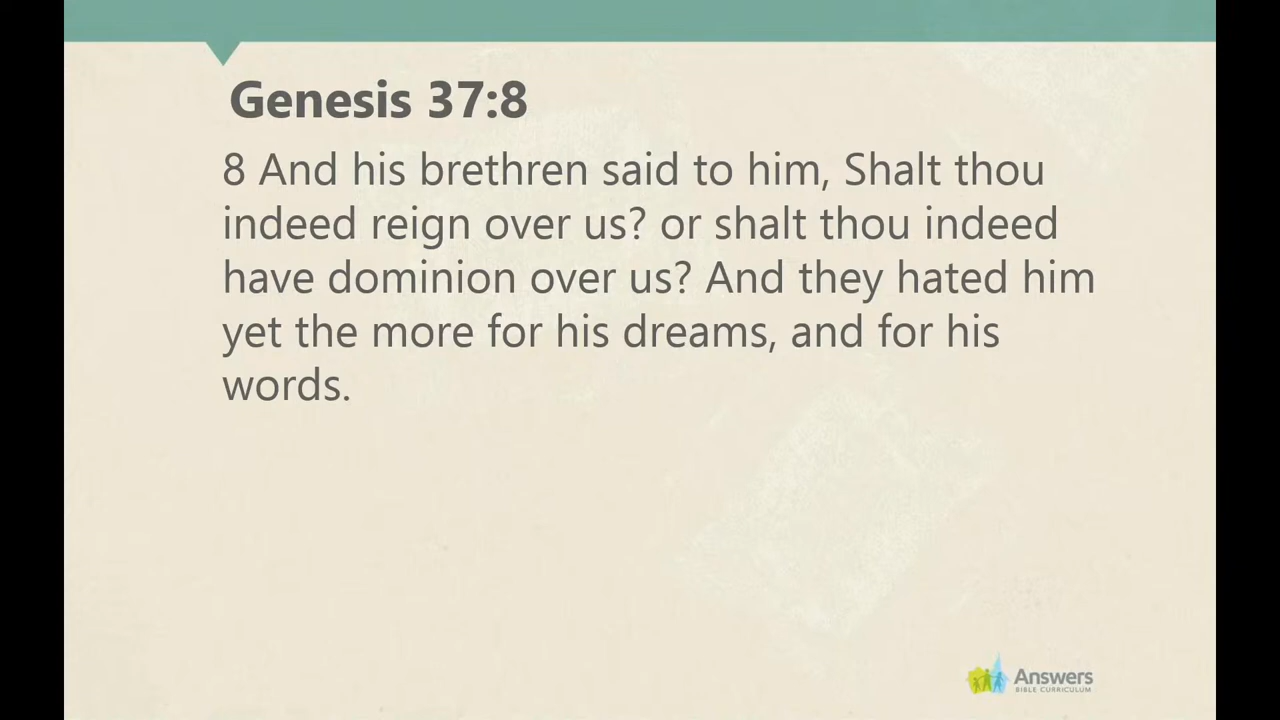 Genesis 37:8
8 And his brethren said to him, Shalt thou
indeed reign over us? or shalt thou indeed
have dominion over us? And they hated him
yet the more for his dreams, and for his
words.
Answers
BIBLE CURRICULUM